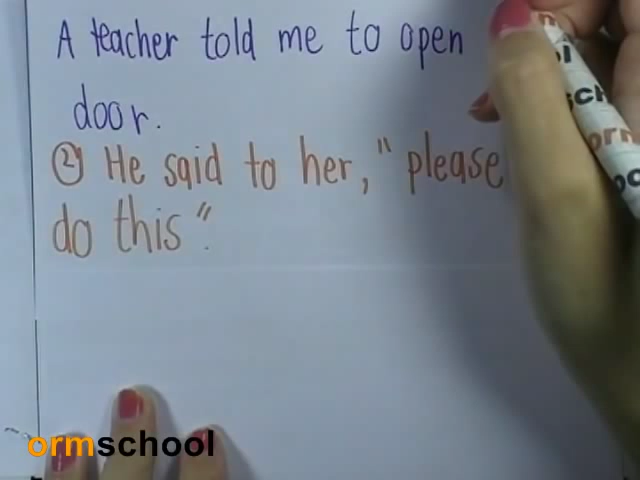 A teacher told me to open
door.
② He said to her, "please
do this".
ormschool